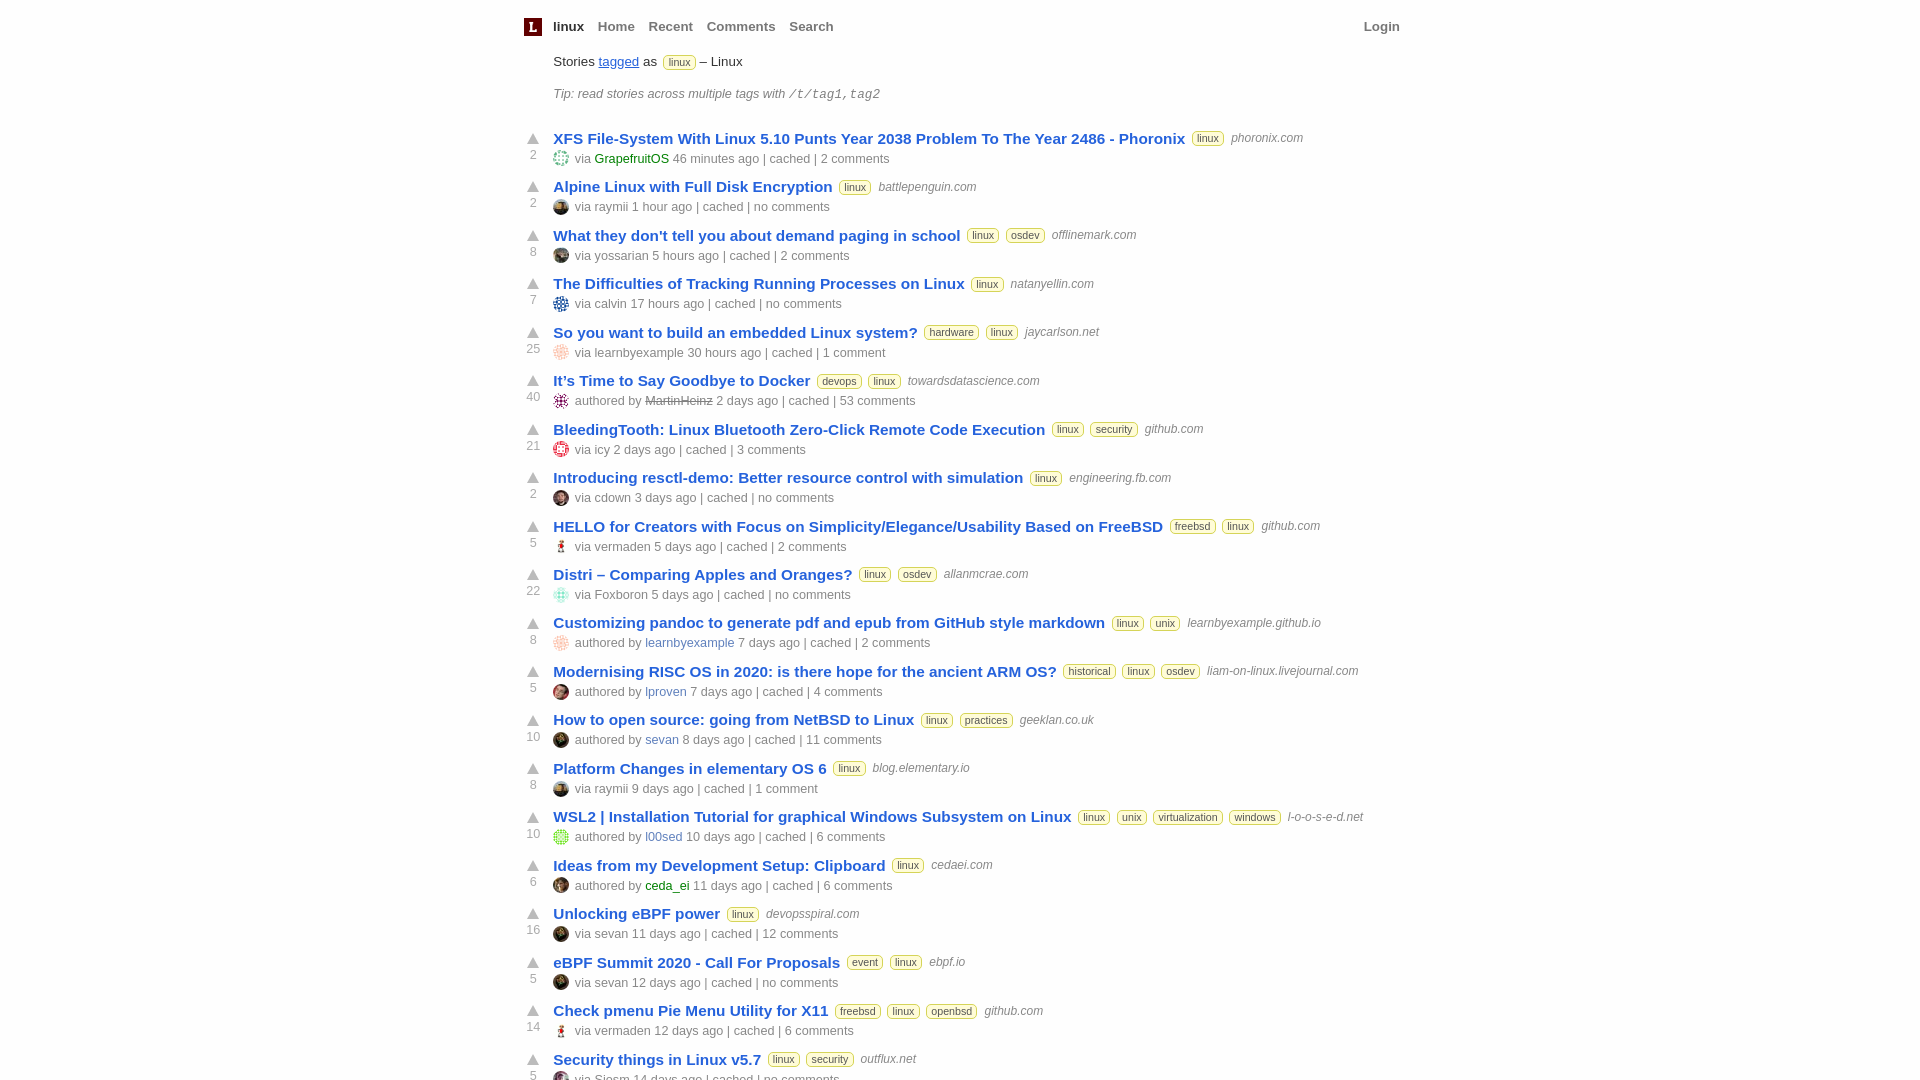 L linux Home Recent Comments Search Login
Stories tagged as linux – Linux
Tip: read stories across multiple tags with /t/tag1,tag2
XFS File-System With Linux 5.10 Punts Year 2038 Problem To The Year 2486 - Phoronix linux phoronix.com
2 via GrapefruitOS 46 minutes ago | cached | 2 comments
Alpine Linux with Full Disk Encryption linux battlepenguin.com
2 via raymii 1 hour ago | cached | no comments
What they don't tell you about demand paging in school linux osdev offlinemark.com
8 via yossarian 5 hours ago | cached | 2 comments
The Difficulties of Tracking Running Processes on Linux linux natanyellin.com
7 via calvin 17 hours ago | cached | no comments
So you want to build an embedded Linux system? hardware linux jaycarlson.net
25 via learnbyexample 30 hours ago | cached | 1 comment
It’s Time to Say Goodbye to Docker devops linux towardsdatascience.com
40 authored by MartinHeinz 2 days ago | cached | 53 comments
BleedingTooth: Linux Bluetooth Zero-Click Remote Code Execution linux security github.com
21 via icy 2 days ago | cached | 3 comments
Introducing resctl-demo: Better resource control with simulation linux engineering.fb.com
2 via cdown 3 days ago | cached | no comments
HELLO for Creators with Focus on Simplicity/Elegance/Usability Based on FreeBSD freebsd linux github.com
5 via vermaden 5 days ago | cached | 2 comments
Distri – Comparing Apples and Oranges? linux osdev allanmcrae.com
22 via Foxboron 5 days ago | cached | no comments
Customizing pandoc to generate pdf and epub from GitHub style markdown linux unix learnbyexample.github.io
8 authored by learnbyexample 7 days ago | cached | 2 comments
Modernising RISC OS in 2020: is there hope for the ancient ARM OS? historical linux osdev liam-on-linux.livejournal.com
5 authored by lproven 7 days ago | cached | 4 comments
How to open source: going from NetBSD to Linux linux practices geeklan.co.uk
10 authored by sevan 8 days ago | cached | 11 comments
Platform Changes in elementary OS 6 linux blog.elementary.io
8 via raymii 9 days ago | cached | 1 comment
WSL2 | Installation Tutorial for graphical Windows Subsystem on Linux linux unix virtualization windows l-o-o-s-e-d.net
10 authored by l00sed 10 days ago | cached | 6 comments
Ideas from my Development Setup: Clipboard linux cedaei.com
6 authored by ceda_ei 11 days ago | cached | 6 comments
Unlocking eBPF power linux devopsspiral.com
16 via sevan 11 days ago | cached | 12 comments
eBPF Summit 2020 - Call For Proposals event linux ebpf.io
5 via sevan 12 days ago | cached | no comments
Check pmenu Pie Menu Utility for X11 freebsd linux openbsd github.com
14 via vermaden 12 days ago | cached | 6 comments
Security things in Linux v5.7 linux security outflux.net
5 via Siosm 14 days ago | cached | no comments